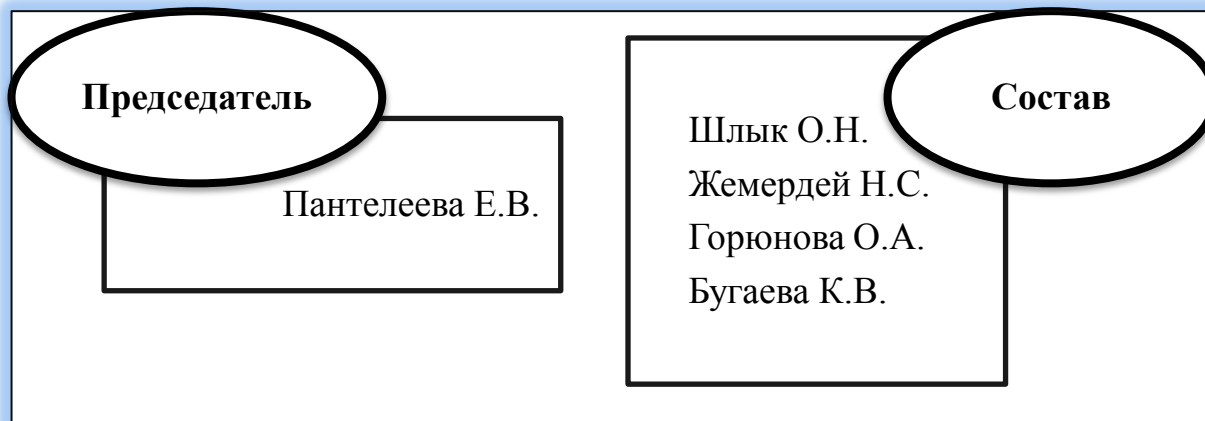 Председатель
Пантелеева Е.В.
Состав
Шлык О.Н.
Жемердей Н.С.
Горюнова О.А.
Бугаева К.В.